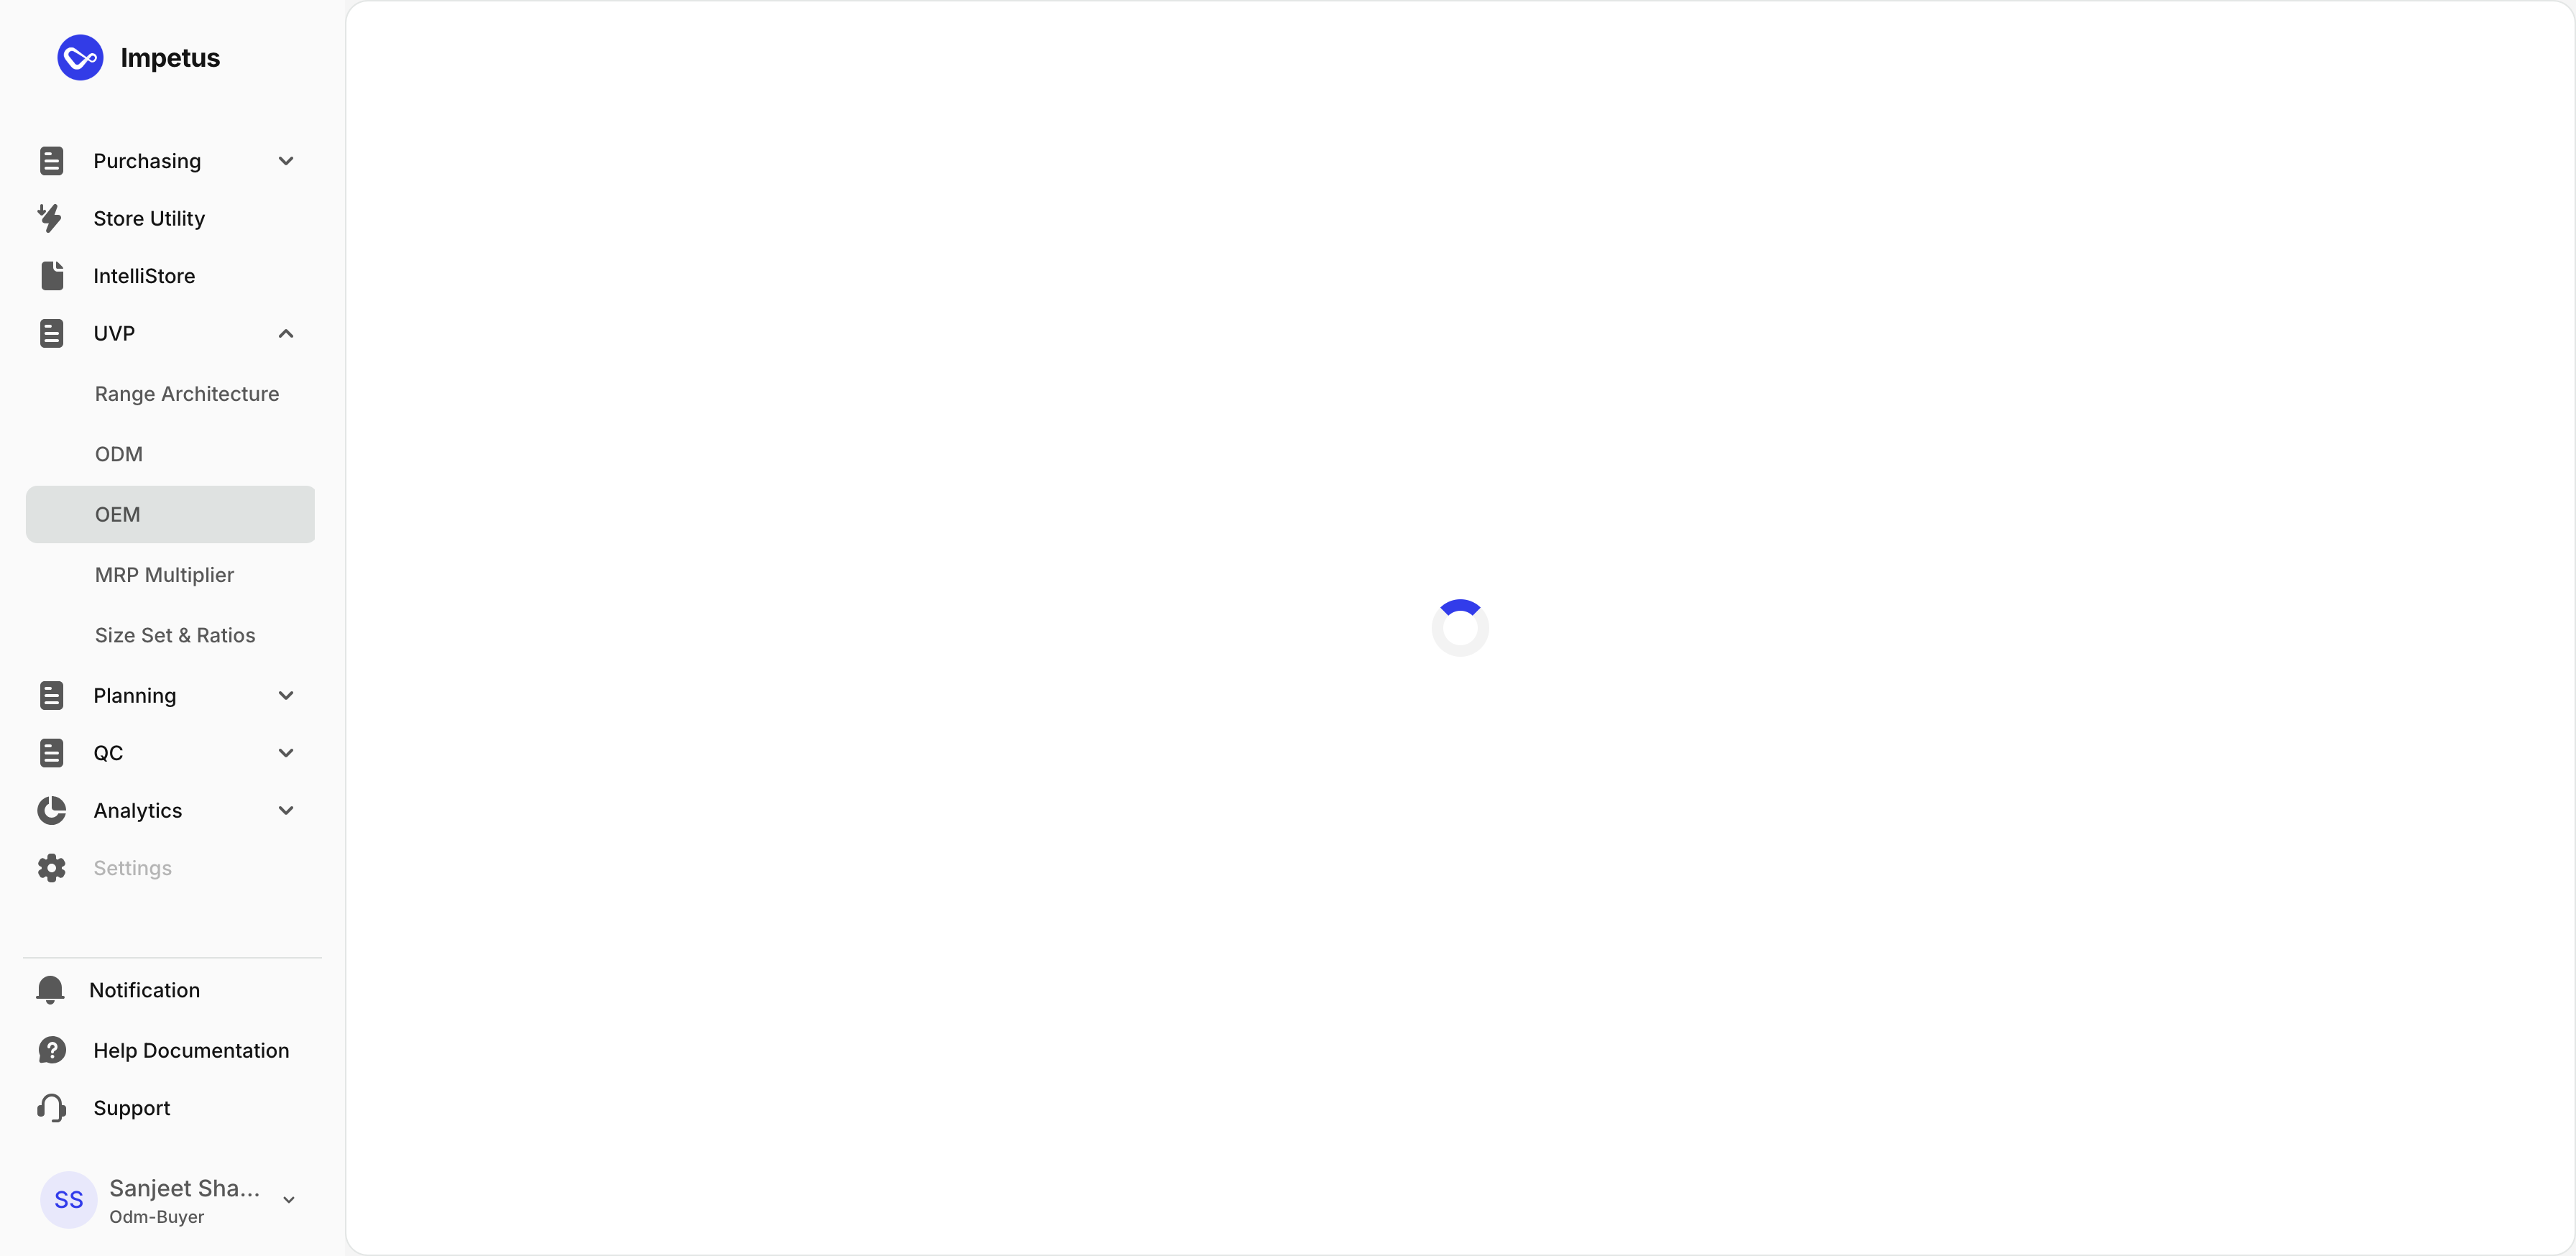 Impetus
Purchasing
Store Utility
IntelliStore
UVP
Range Architecture
ODM
OEM
MRP Multiplier
Size Set & Ratios
Planning
QC
Analytics
Settings
Notification
Help Documentation
Support
SS
Sanjeet Sha...
Odm-Buyer